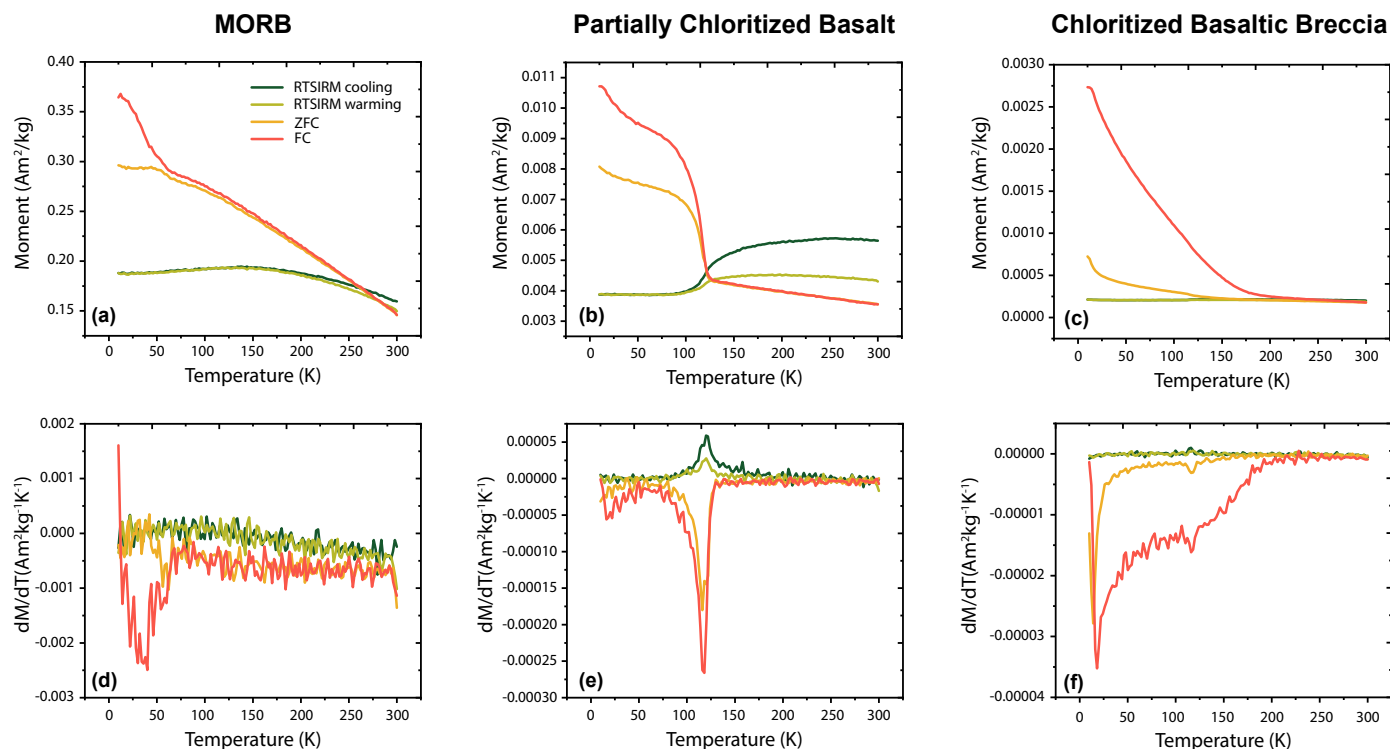 MORB
Partially Chloritized Basalt
Chloritized Basaltic Breccia
0.40
0.35
0.30
0.25
0.20
0.15
Moment (Am²/kg)
RTSIRM cooling
RTSIRM warming
ZFC
FC
(a)
0 50 100 150 200 250 300
Temperature (K)
0.011
0.010
0.009
0.008
0.007
0.006
0.005
0.004
0.003
Moment (Am²/kg)
(b)
0 50 100 150 200 250 300
Temperature (K)
0.0030
0.0025
0.0020
0.0015
0.0010
0.0005
0.0000
Moment (Am²/kg)
(c)
0 50 100 150 200 250 300
Temperature (K)
0.002
0.001
0.000
-0.001
-0.002
-0.003
dM/dT(Am²kg⁻¹K⁻¹)
(d)
0 50 100 150 200 250 300
Temperature (K)
0.00005
0.00000
-0.00005
-0.00010
-0.00015
-0.00020
-0.00025
-0.00030
dM/dT(Am²kg⁻¹K⁻¹)
(e)
0 50 100 150 200 250 300
Temperature (K)
0.00000
-0.00001
-0.00002
-0.00003
-0.00004
dM/dT(Am²kg⁻¹K⁻¹)
(f)
0 50 100 150 200 250 300
Temperature (K)